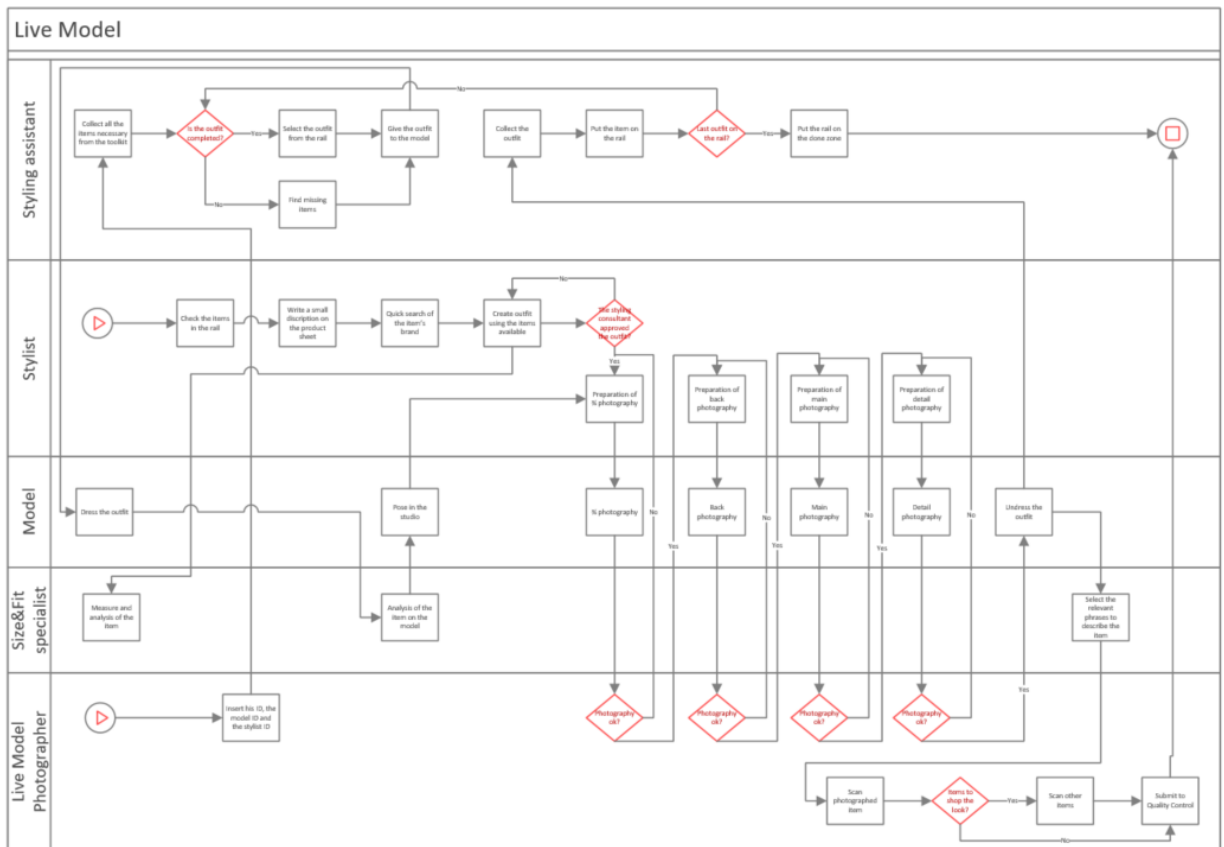 Live Model
Styling assistant
Collect all the
items necessary
from the toolkit
Is the outfit
completed?
Yes
Select the outfit
from the rail
Give the outfit
to the model
No
Find missing
items
No
Collect the
outfit
Put the item on
the rail
Last outfit on
the rail?
Yes
Put the rail on
the done zone
Stylist
Check the items
in the rail
Write a small
discription on
the product
sheet
Quick search of
the item's
brand
Create outfit
using the items
available
No
The styling
consultant
approved
the outfit?
Yes
Preparation of
¾ photography
Preparation of
back
photography
Preparation of
main
photography
Preparation of
detail
photography
Model
Dress the outfit
Pose in the
studio
¾ photography
No
Yes
Back
photography
No
Yes
Main
photography
No
Yes
Detail
photography
No
Undress the
outfit
Size&Fit
specialist
Measure and
analysis of the
item
Analysis of the
item on the
model
Select the
relevant
phrases to
describe the
item
Live Model
Photographer
Insert his ID, the
model ID and
the stylist ID
Photography
ok?
Photography
ok?
Photography
ok?
Photography
ok?
Yes
Scan
photographed
item
Items to
shop the
look?
Yes
Scan other
items
Submit to
Quality Control
No